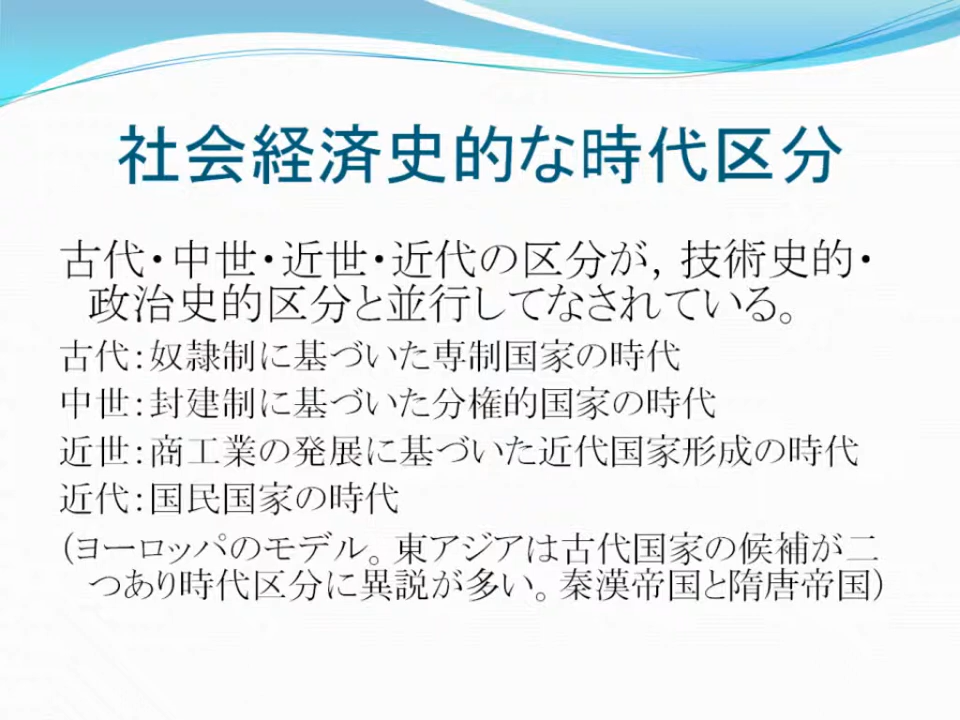 社会経済史的な時代区分
古代・中世・近世・近代の区分が，技術史的・
政治史的区分と並行してなされている。
古代：奴隷制に基づいた専制国家の時代
中世：封建制に基づいた分権的国家の時代
近世：商工業の発展に基づいた近代国家形成の時代
近代：国民国家の時代
（ヨーロッパのモデル。東アジアは古代国家の候補が二
つあり時代区分に異説が多い。秦漢帝国と隋唐帝国）